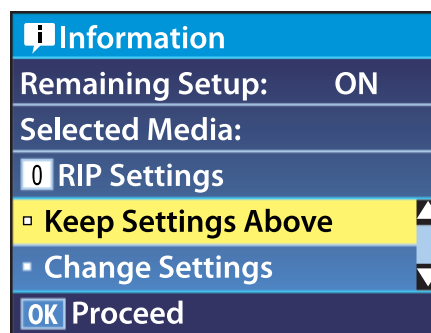 Information
Remaining Setup: ON
Selected Media:
0 RIP Settings
Keep Settings Above
Change Settings
OK Proceed